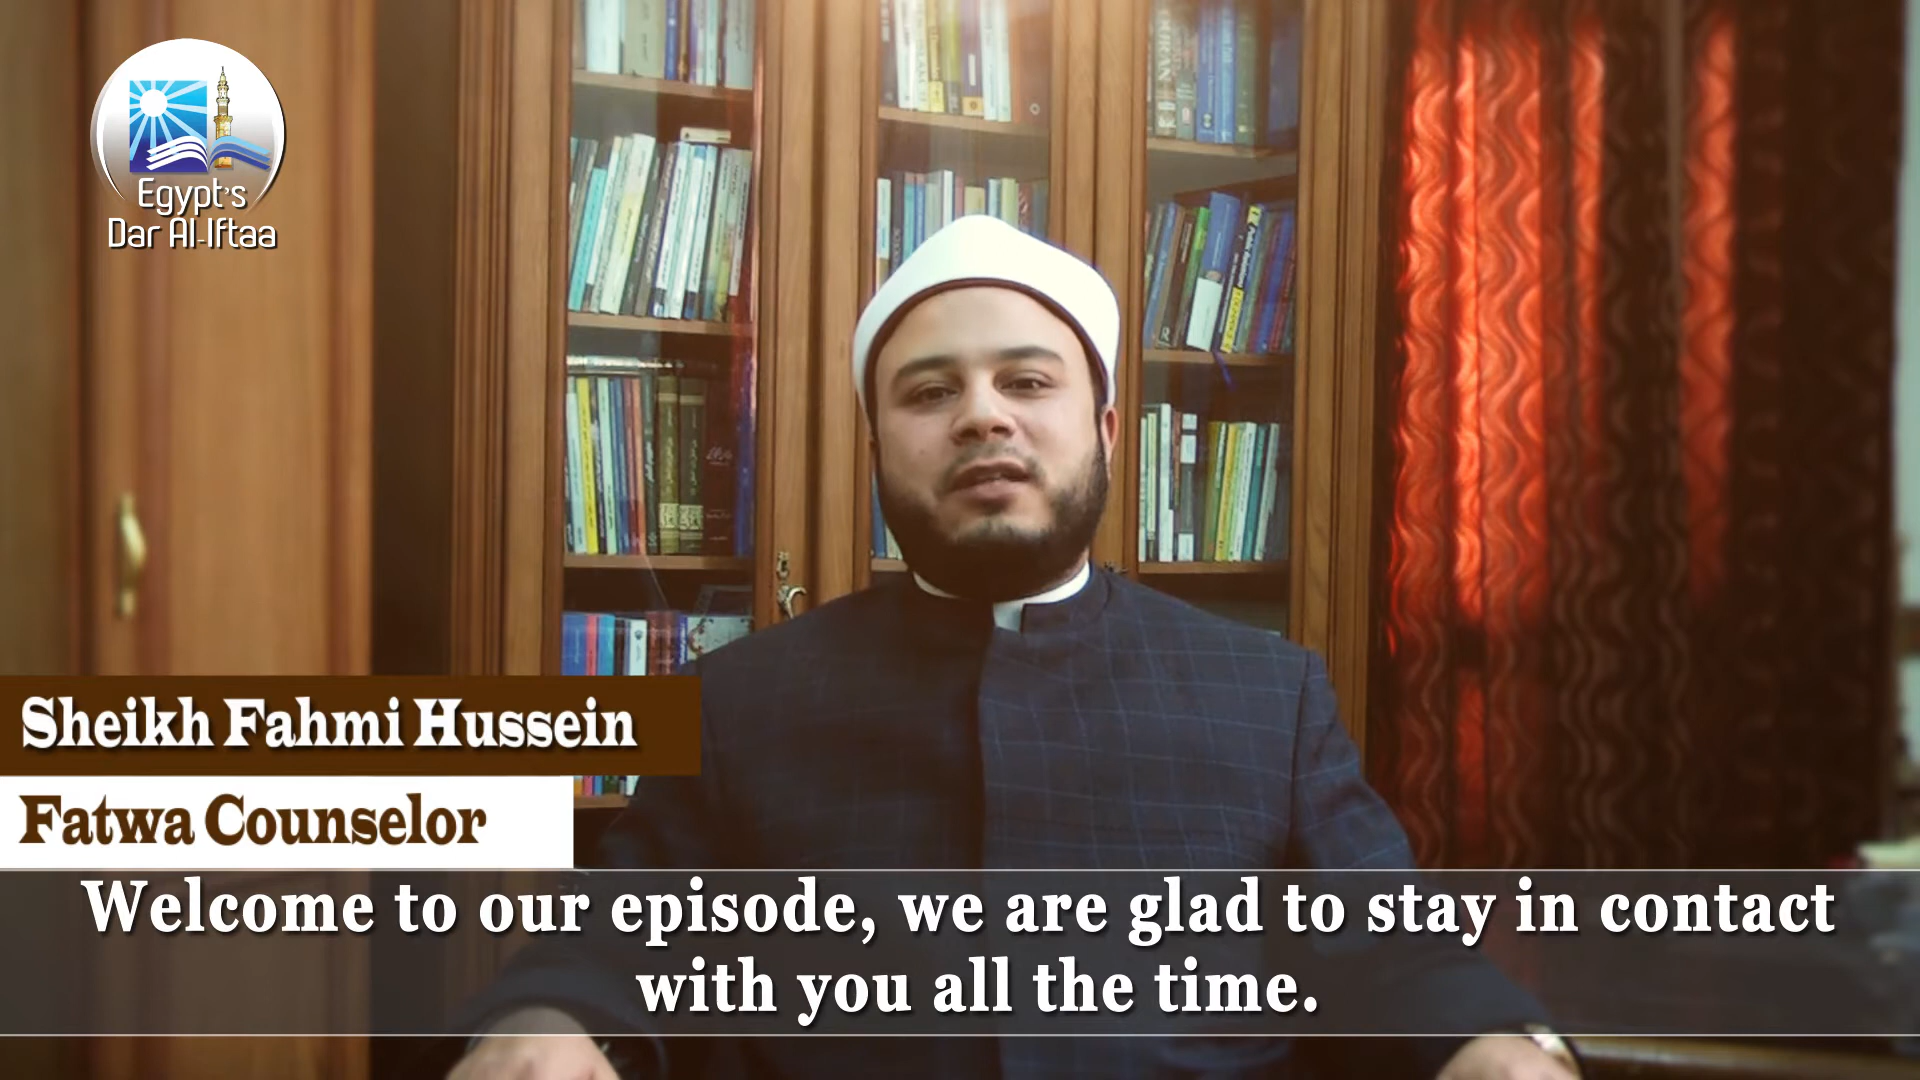 Egypt's
Dar Al-Iftaa
QURAN
Sheikh Fahmi Hussein
Fatwa Counselor
Welcome to our episode, we are glad to stay in contact
with you all the time.